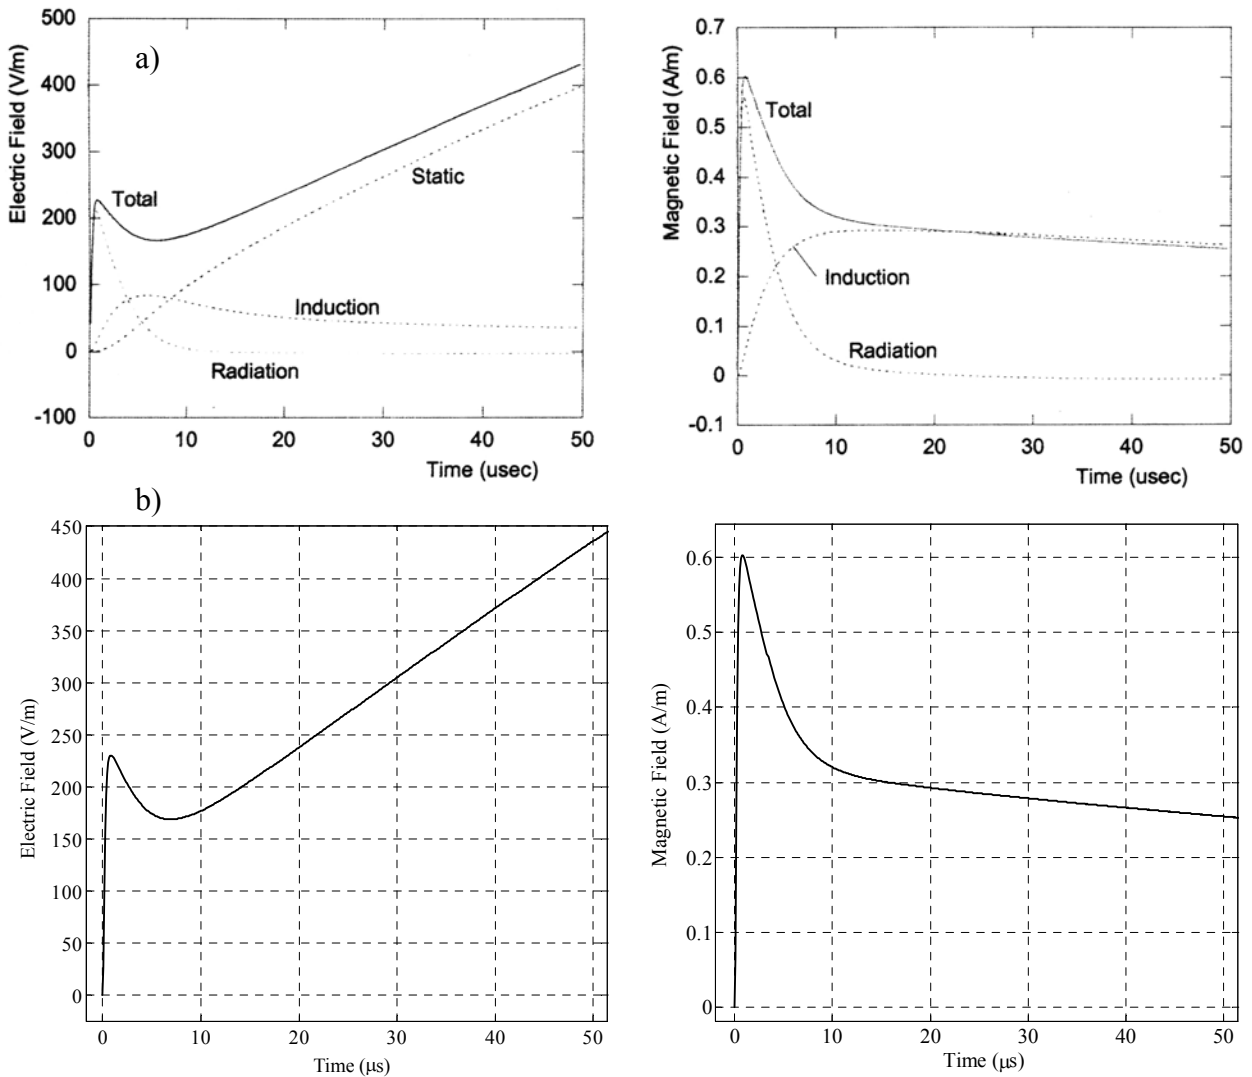 a)
Electric Field (V/m)
500
400
300
200
100
0
-100
Total
Static
Induction
Radiation
0 10 20 30 40 50
Time (usec)
Magnetic Field (A/m)
0.7
0.6
0.5
0.4
0.3
0.2
0.1
0
-0.1
Total
Induction
Radiation
0 10 20 30 40 50
Time (usec)
b)
Electric Field (V/m)
450
400
350
300
250
200
150
100
50
0
0 10 20 30 40 50
Time (μs)
Magnetic Field (A/m)
0.6
0.5
0.4
0.3
0.2
0.1
0
0 10 20 30 40 50
Time (μs)